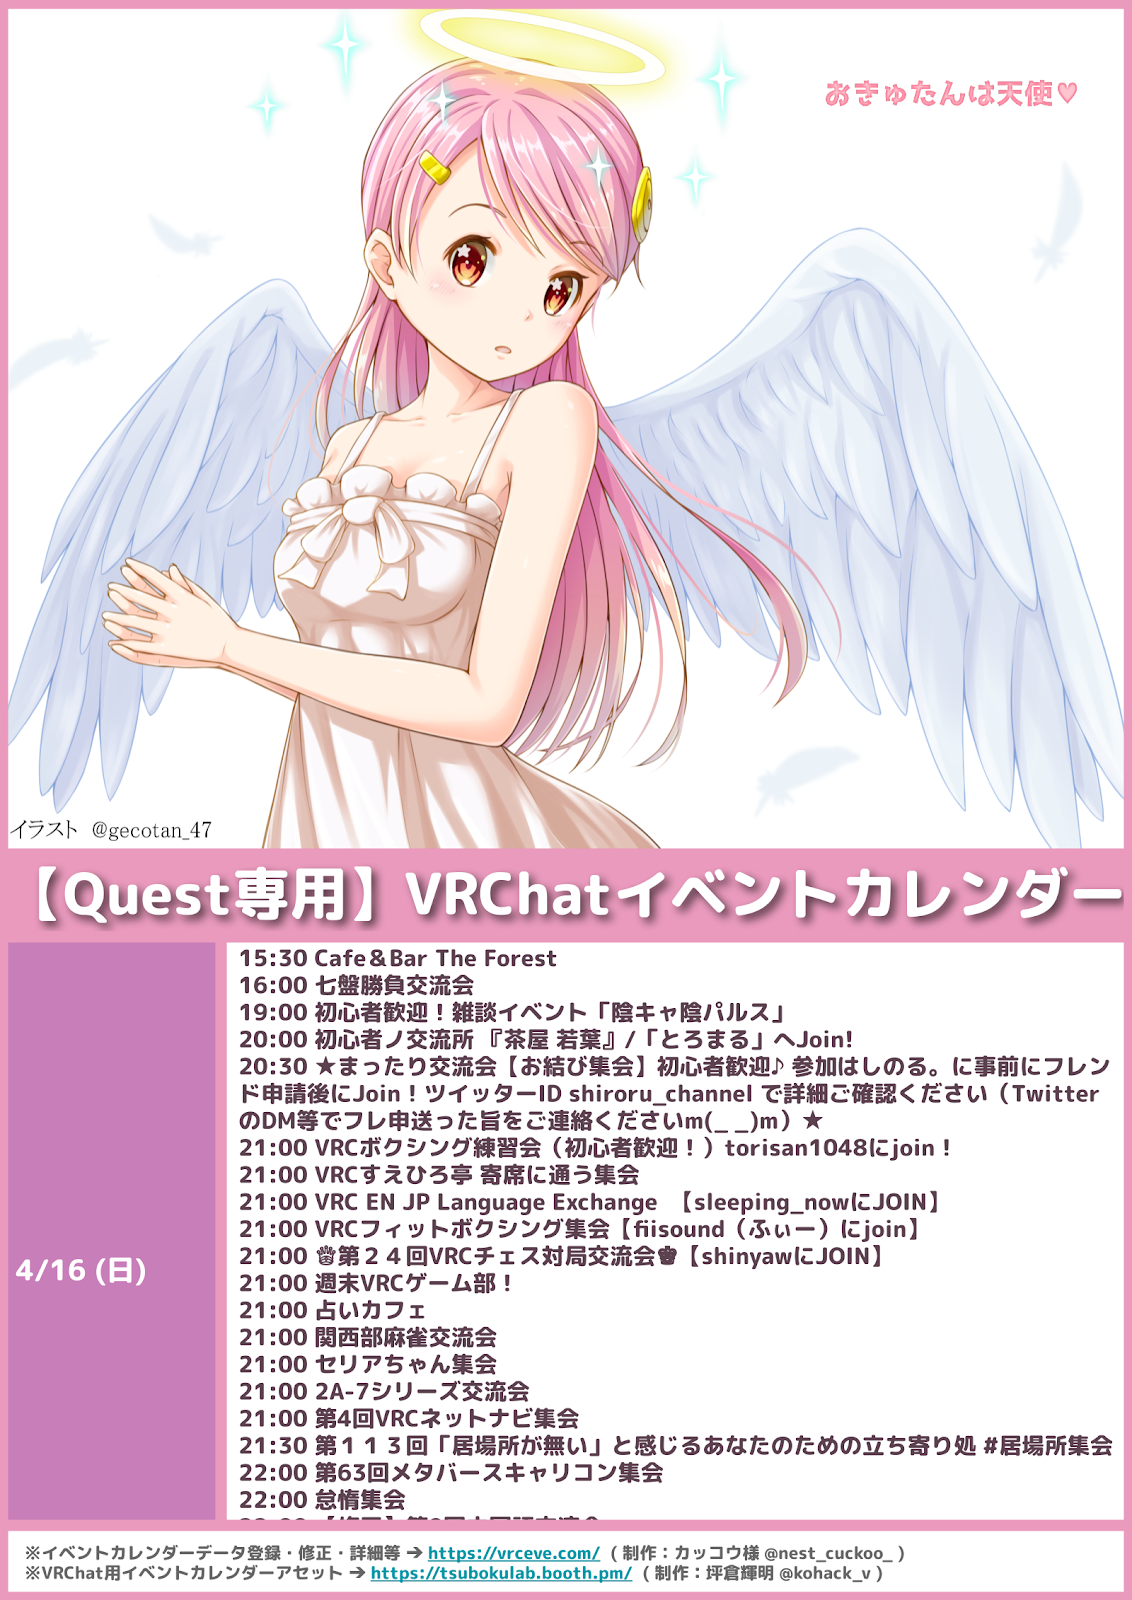 おきゅたんは天使♥
イラスト @gecotan_47
【Quest専用】VRChatイベントカレンダー
4/16 (日)
15:30 Cafe＆Bar The Forest
16:00 七盤勝負交流会
19:00 初心者歓迎！雑談イベント「陰キャ陰パルス」
20:00 初心者ノ交流所 『茶屋 若葉』/「とろまる」へJoin!
20:30 ★まったり交流会【お結び集会】初心者歓迎♪ 参加はしのる。に事前にフレン
ド申請後にJoin！ツイッターID shiroru_channel で詳細ご確認ください（Twitter
のDM等でフレ申送った旨をご連絡くださいm(_ _)m）★
21:00 VRCボクシング練習会（初心者歓迎！）torisan1048にjoin！
21:00 VRCすえひろ亭 寄席に通う集会
21:00 VRC EN JP Language Exchange 【sleeping_nowにJOIN】
21:00 VRCフィットボクシング集会【fiisound（ふぃー）にjoin】
21:00 ♕第２４回VRCチェス対局交流会♚【shinyawにJOIN】
21:00 週末VRCゲーム部！
21:00 占いカフェ
21:00 関西部麻雀交流会
21:00 セリアちゃん集会
21:00 2A-7シリーズ交流会
21:00 第4回VRCネットナビ集会
21:30 第１１３回「居場所が無い」と感じるあなたのための立ち寄り処 #居場所集会
22:00 第63回メタバースキャリコン集会
22:00 怠惰集会
※イベントカレンダーデータ登録・修正・詳細等 ➔ https://vrceve.com/ ( 制作：カッコウ様 @nest_cuckoo_ )
※VRChat用イベントカレンダーアセット ➔ https://tsubokulab.booth.pm/ ( 制作：坪倉輝明 @kohack_v )